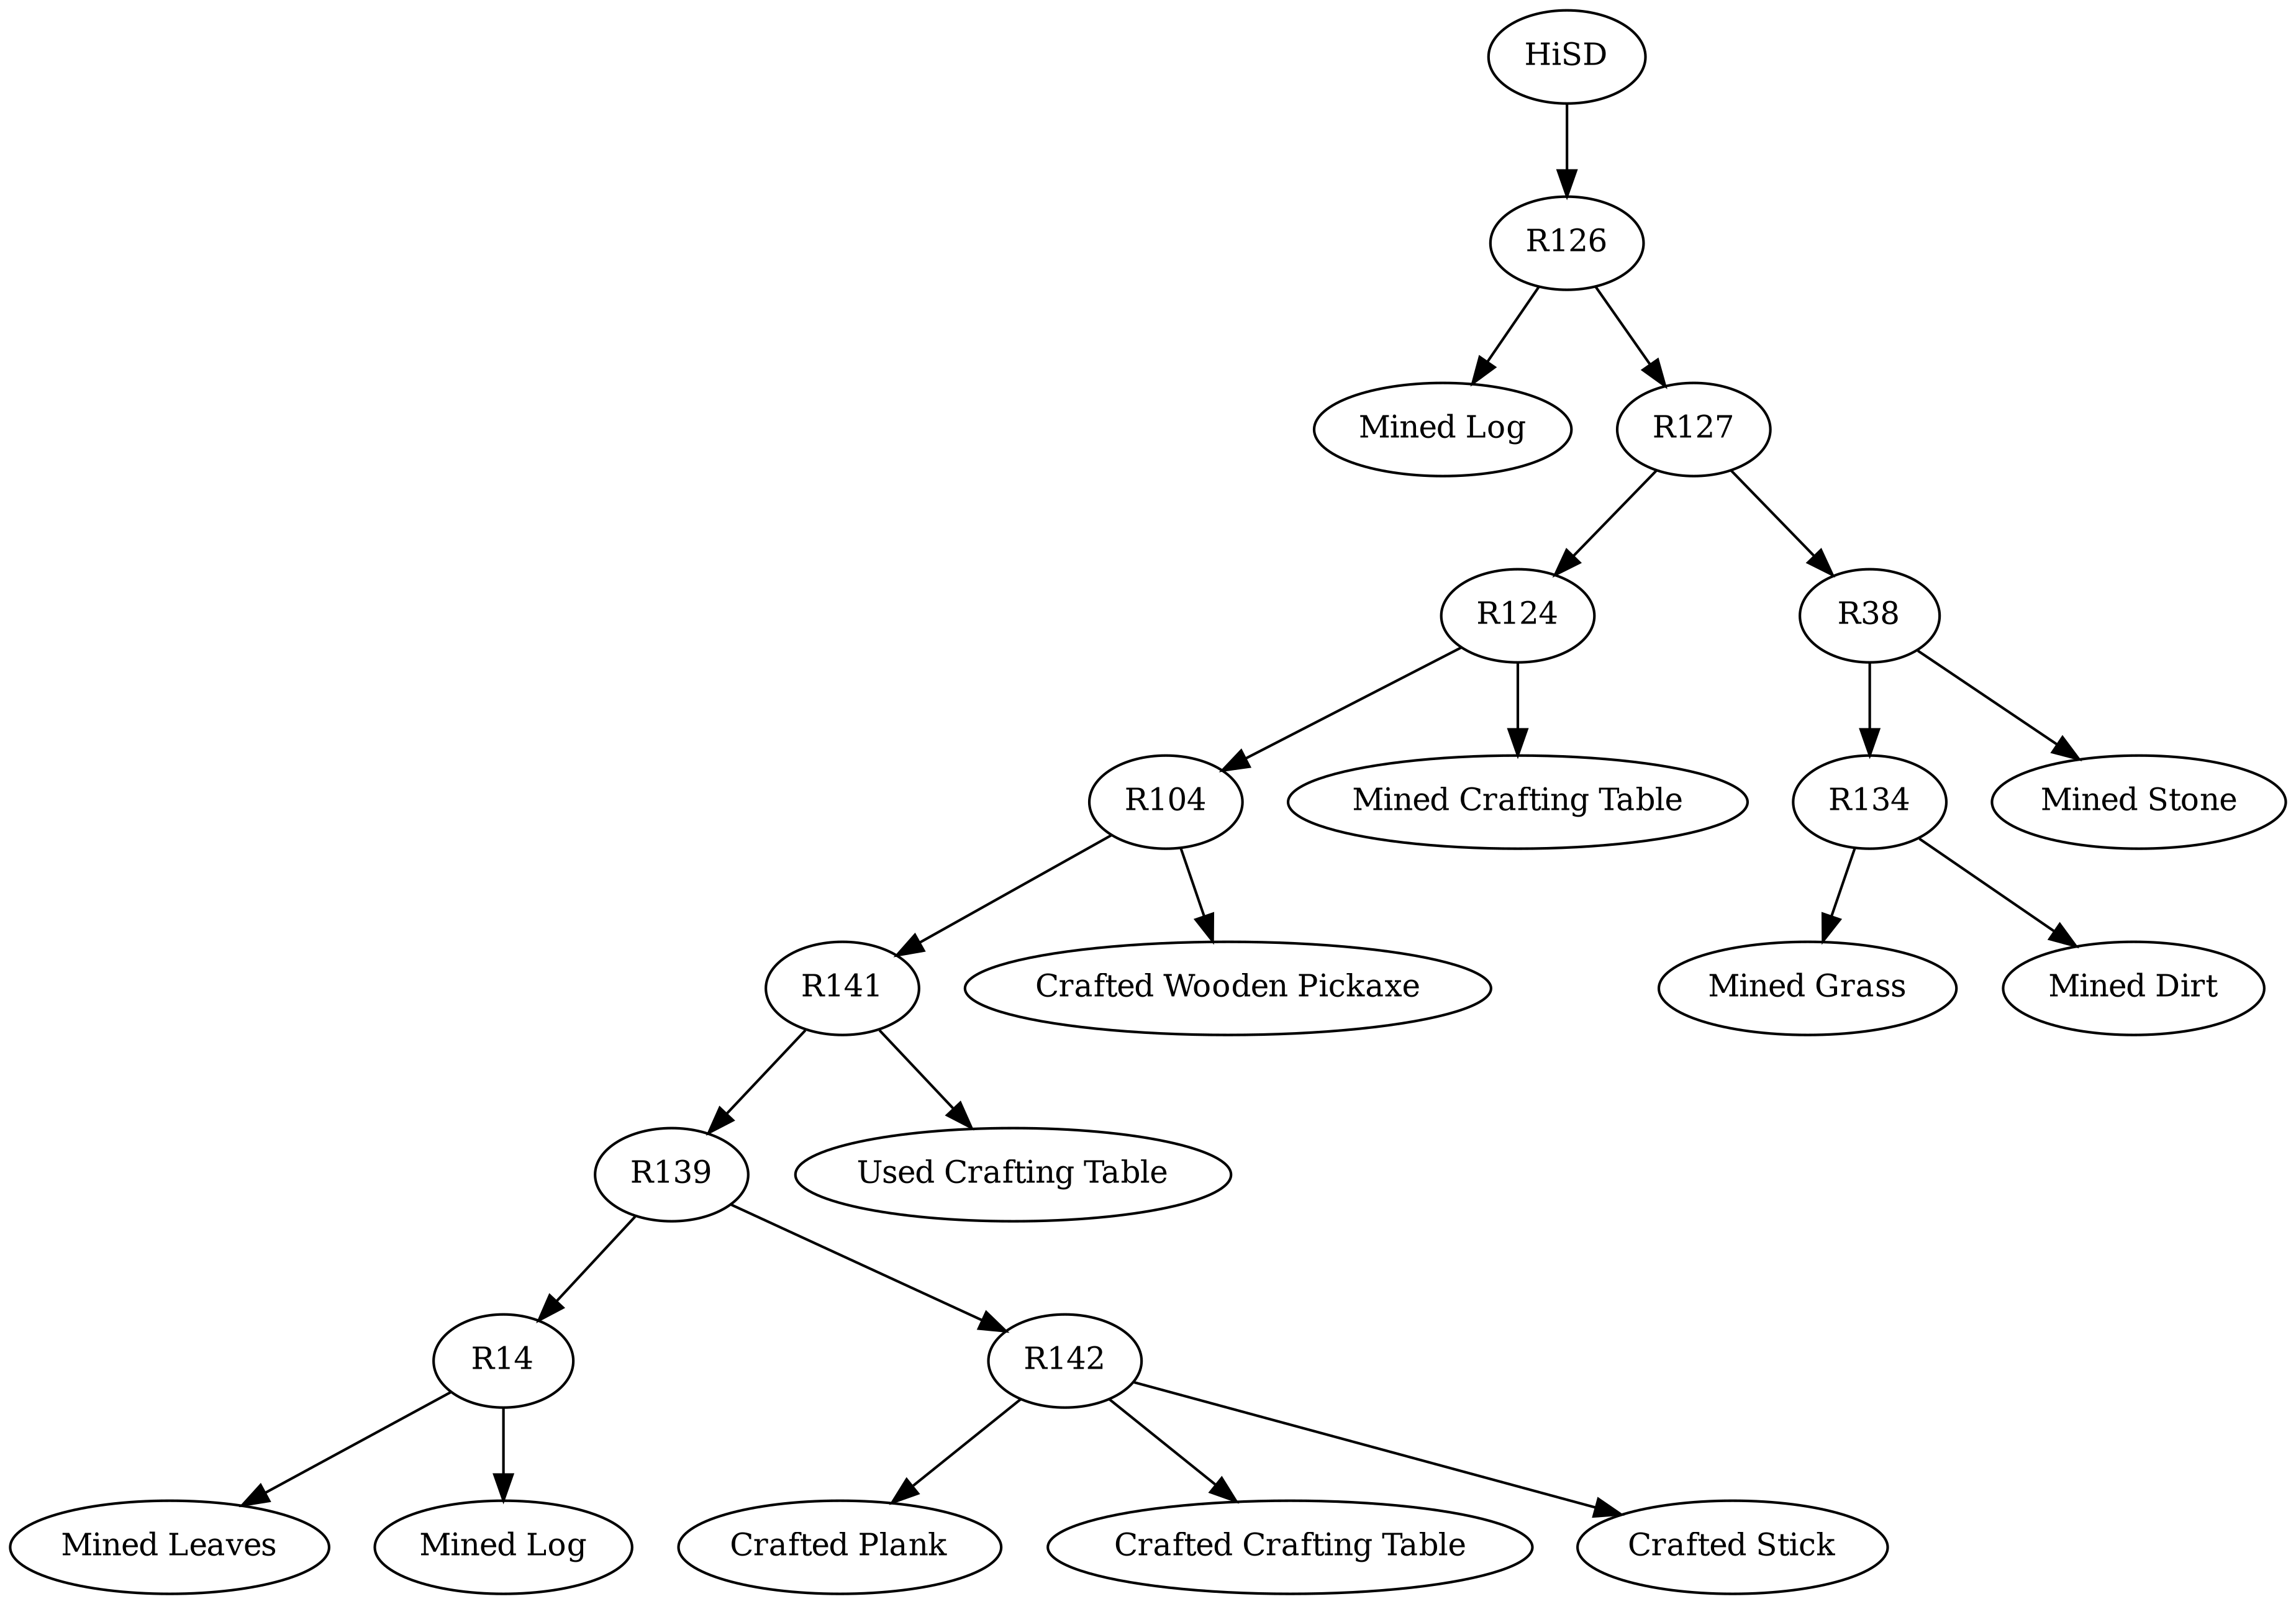 HiSD
R126
Mined Log
R127
R124
R38
R104
Mined Crafting Table
R134
Mined Stone
R141
Crafted Wooden Pickaxe
Mined Grass
Mined Dirt
R139
Used Crafting Table
R14
R142
Mined Leaves
Mined Log
Crafted Plank
Crafted Crafting Table
Crafted Stick